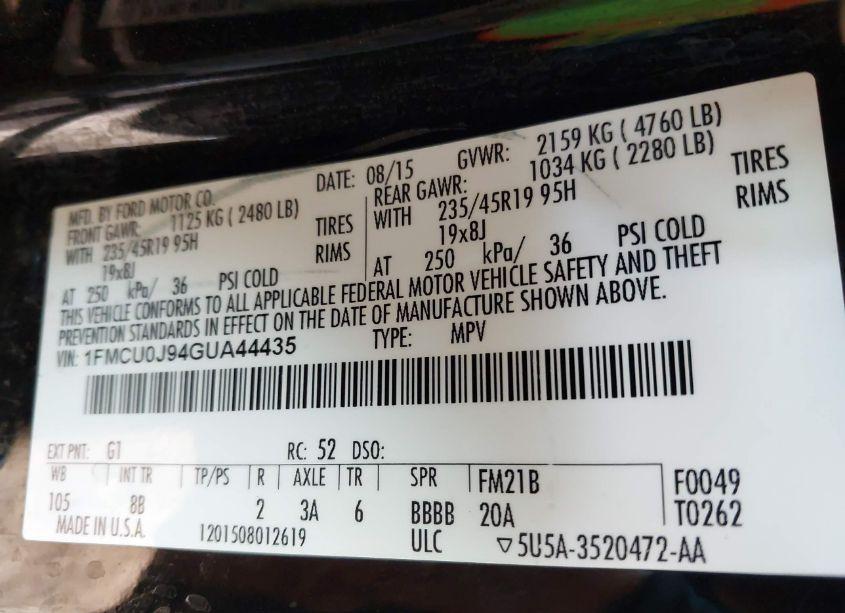 MFD. BY FORD MOTOR CO.
DATE: 08/15 GVWR: 2159 KG ( 4760 LB)
FRONT GAWR: 1125 KG ( 2480 LB)
REAR GAWR: 1034 KG ( 2280 LB)
WITH 235/45R19 95H TIRES
WITH 235/45R19 95H TIRES
19x8J RIMS
19x8J RIMS
AT 250 kPa/ 36 PSI COLD
AT 250 kPa/ 36 PSI COLD
THIS VEHICLE CONFORMS TO ALL APPLICABLE FEDERAL MOTOR VEHICLE SAFETY AND THEFT
PREVENTION STANDARDS IN EFFECT ON THE DATE OF MANUFACTURE SHOWN ABOVE.
VIN: 1FMCU0J94GUA44435 TYPE: MPV
EXT PNT: G1 RC: 52 DSO:
WB INT TR TP/PS R AXLE TR SPR FM21B F0049
105 8B 2 3A 6 BBBB 20A T0262
MADE IN U.S.A. 1201508012619 ULC ▽5U5A-3520472-AA